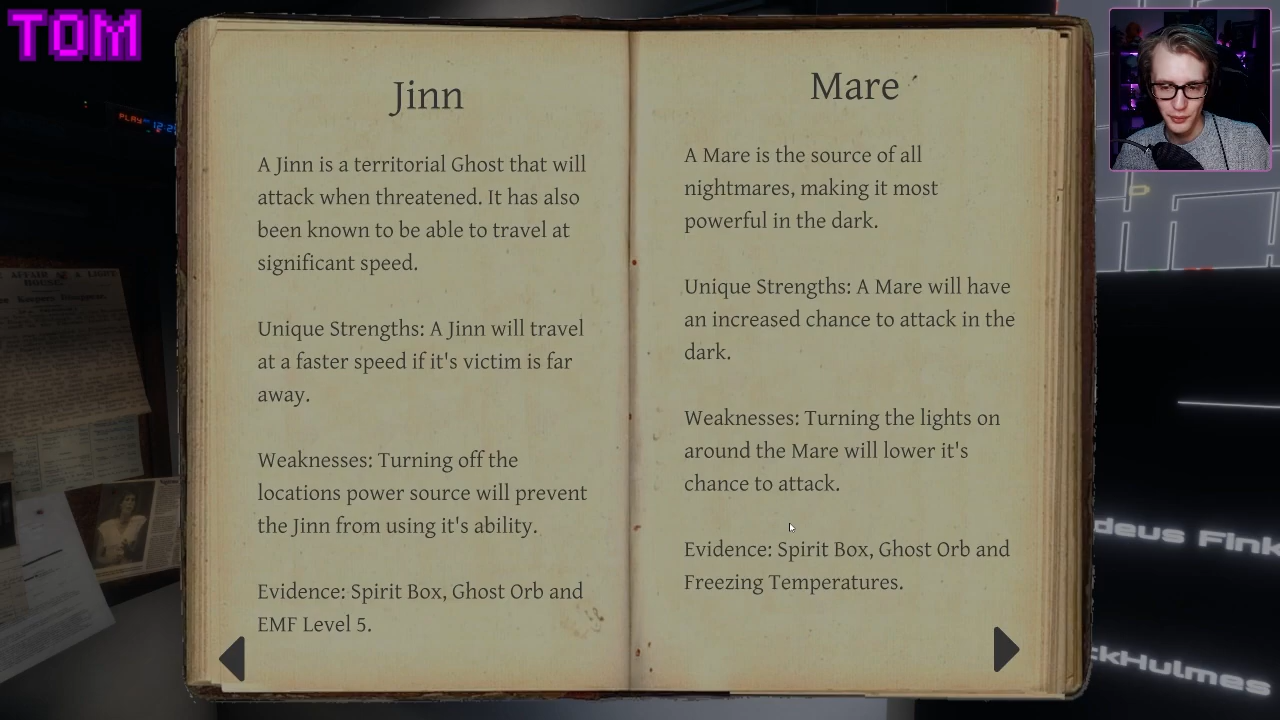 TOM
PLAY
Jinn
A Jinn is a territorial Ghost that will
attack when threatened. It has also
been known to be able to travel at
significant speed.
Unique Strengths: A Jinn will travel
at a faster speed if it's victim is far
away.
Weaknesses: Turning off the
locations power source will prevent
the Jinn from using it's ability.
Evidence: Spirit Box, Ghost Orb and
EMF Level 5.
Mare
A Mare is the source of all
nightmares, making it most
powerful in the dark.
Unique Strengths: A Mare will have
an increased chance to attack in the
dark.
Weaknesses: Turning the lights on
around the Mare will lower it's
chance to attack.
Evidence: Spirit Box, Ghost Orb and
Freezing Temperatures.
deus Fink
ckHulmes